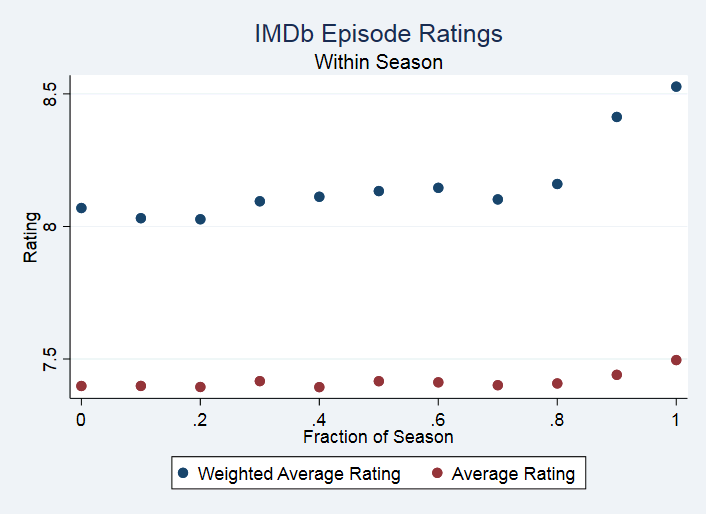 IMDb Episode Ratings
Within Season
8.5
8
7.5
Rating
0 .2 .4 .6 .8 1
Fraction of Season
Weighted Average Rating Average Rating